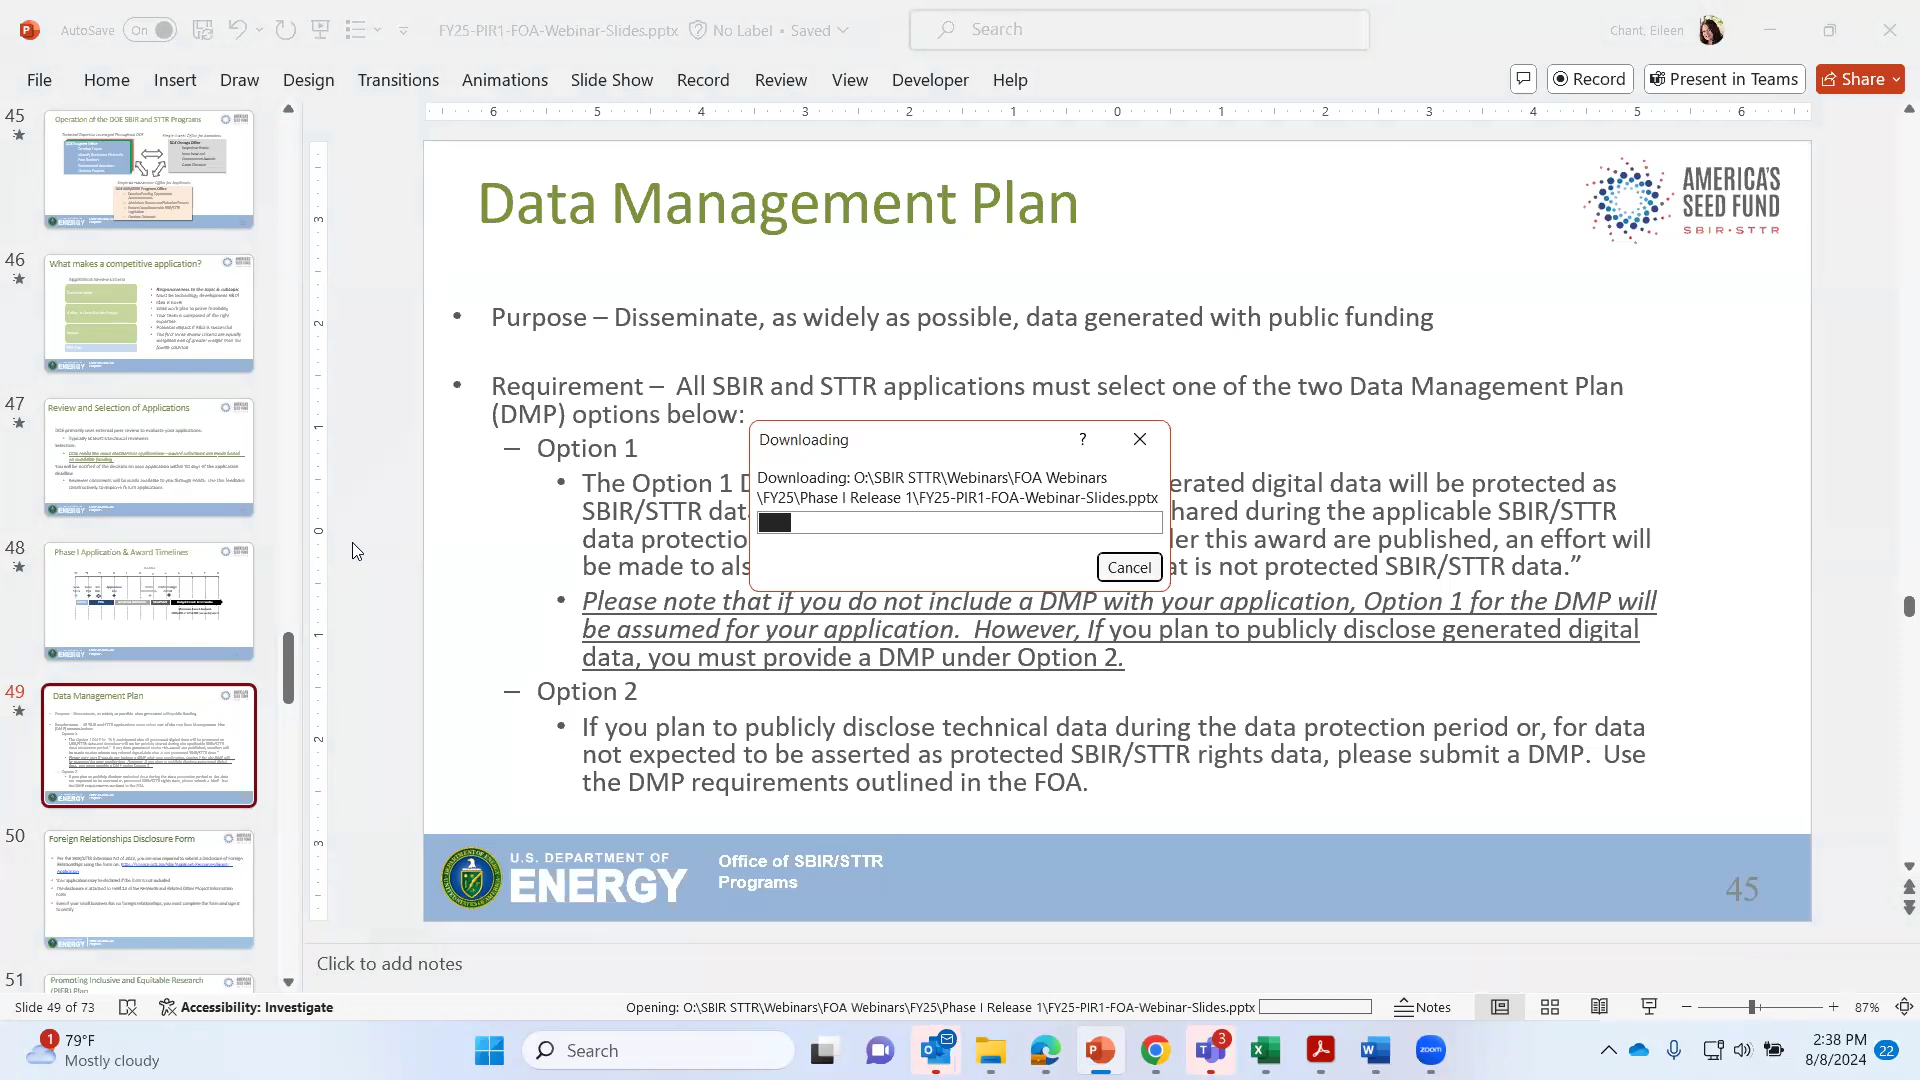 AutoSave
On
FY25-PIR1-FOA-Webinar-Slides.pptx
No Label • Saved
Search
Chant, Eileen
File
Home
Insert
Draw
Design
Transitions
Animations
Slide Show
Record
Review
View
Developer
Help
Record
Present in Teams
Share
45
Operation of the DOE SBIR and STTR Programs
46
What makes a competitive application?
47
Review and Selection of Applications
48
Phase I Application & Award Timelines
49
Data Management Plan
50
Foreign Relationships Disclosure Form
51
Promoting Inclusive and Equitable Research
(PIER) Plan
Data Management Plan
AMERICA'S
SEED FUND
SBIR·STTR
• Purpose – Disseminate, as widely as possible, data generated with public funding
• Requirement – All SBIR and STTR applications must select one of the two Data Management Plan
(DMP) options below:
– Option 1
• The Option 1 D
erated digital data will be protected as
SBIR/STTR dat
hared during the applicable SBIR/STTR
data protectio
er this award are published, an effort will
be made to als
t is not protected SBIR/STTR data.”
• Please note that if you do not include a DMP with your application, Option 1 for the DMP will
be assumed for your application. However, If you plan to publicly disclose generated digital
data, you must provide a DMP under Option 2.
– Option 2
• If you plan to publicly disclose technical data during the data protection period or, for data
not expected to be asserted as protected SBIR/STTR rights data, please submit a DMP. Use
the DMP requirements outlined in the FOA.
U.S. DEPARTMENT OF
ENERGY
Office of SBIR/STTR
Programs
45
Downloading
?
Downloading: O:\SBIR STTR\Webinars\FOA Webinars
\FY25\Phase I Release 1\FY25-PIR1-FOA-Webinar-Slides.pptx
Cancel
Click to add notes
Slide 49 of 73
Accessibility: Investigate
Opening: O:\SBIR STTR\Webinars\FOA Webinars\FY25\Phase I Release 1\FY25-PIR1-FOA-Webinar-Slides.pptx
Notes
87%
1
79°F
Mostly cloudy
Search
3
zoom
2:38 PM
8/8/2024
22